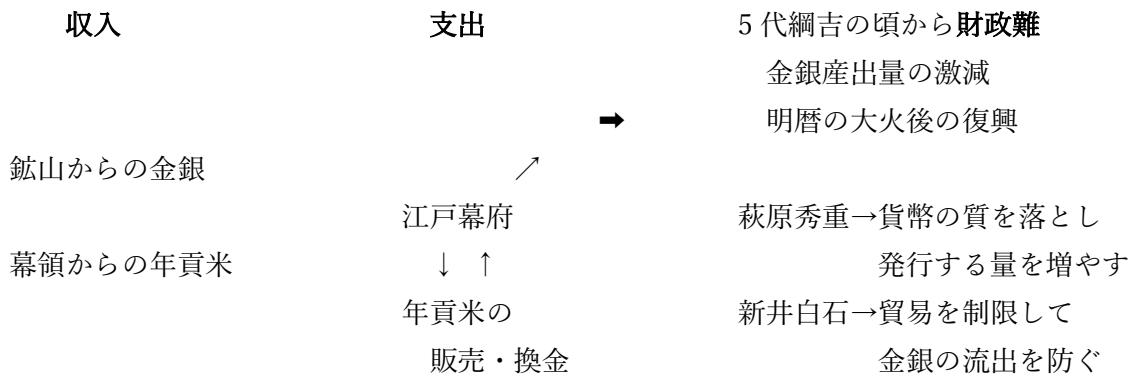 収入 支出 5 代綱吉の頃から財政難
金銀産出量の激減
➡ 明暦の大火後の復興
鉱山からの金銀 ↗
江戸幕府 萩原秀重→貨幣の質を落とし
幕領からの年貢米 ↓ ↑ 発行する量を増やす
年貢米の 新井白石→貿易を制限して
販売・換金 金銀の流出を防ぐ